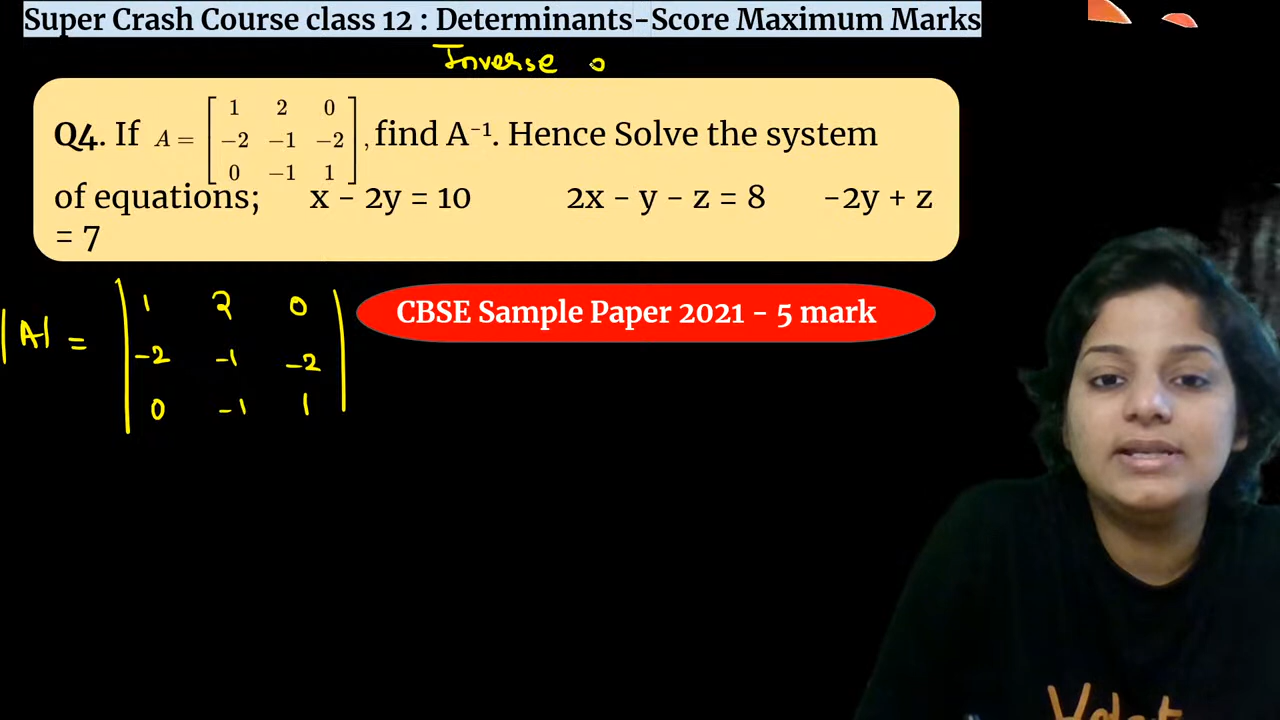 Super Crash Course class 12 : Determinants-Score Maximum Marks
Inverse
Q4. If A = [ 1 2 0
-2 -1 -2
0 -1 1 ], find A⁻¹. Hence Solve the system
of equations; x - 2y = 10 2x - y - z = 8 -2y + z
= 7
CBSE Sample Paper 2021 - 5 mark
|A| = | 1 2 0 |
-2 -1 -2
0 -1 1